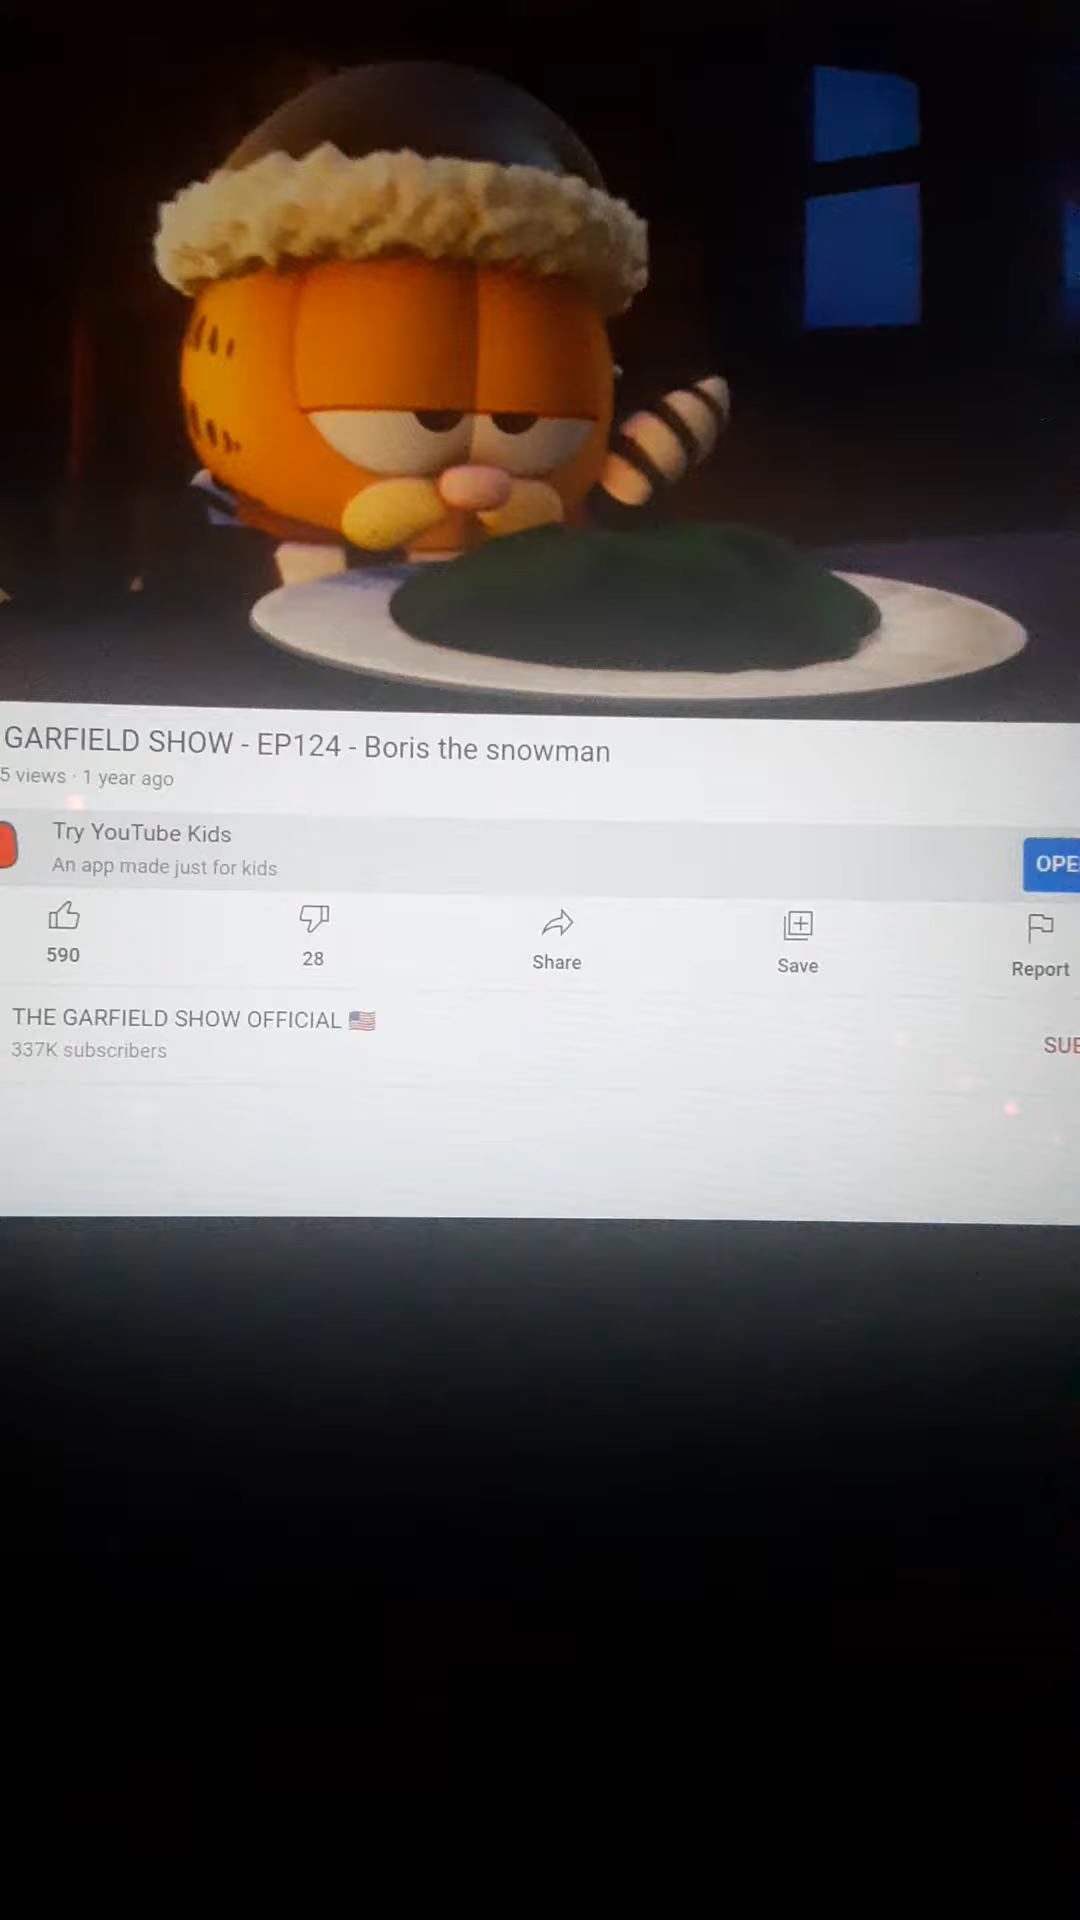 GARFIELD SHOW - EP124 - Boris the snowman
5 views · 1 year ago
Try YouTube Kids
An app made just for kids
OPE
590
28
Share
Save
Report
THE GARFIELD SHOW OFFICIAL 🇺🇸
337K subscribers
SUB